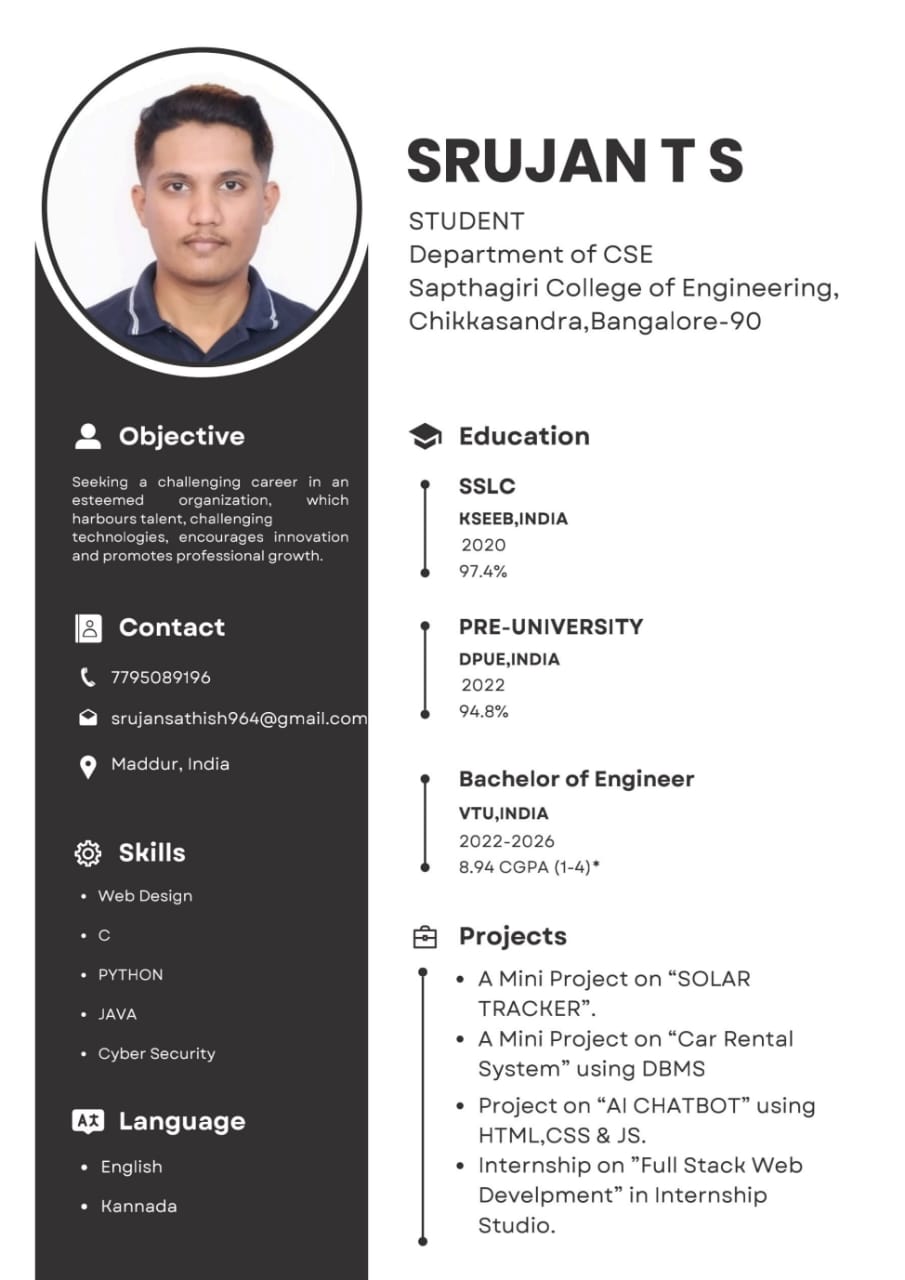 SRUJAN T S
STUDENT
Department of CSE
Sapthagiri College of Engineering,
Chikkasandra,Bangalore-90
Objective
Seeking a challenging career in an
esteemed organization, which
harbours talent, challenging
technologies, encourages innovation
and promotes professional growth.
Contact
7795089196
srujansathish964@gmail.com
Maddur, India
Skills
• Web Design
• C
• PYTHON
• JAVA
• Cyber Security
Language
• English
• Kannada
Education
SSLC
KSEEB,INDIA
2020
97.4%
PRE-UNIVERSITY
DPUE,INDIA
2022
94.8%
Bachelor of Engineer
VTU,INDIA
2022-2026
8.94 CGPA (1-4)*
Projects
• A Mini Project on “SOLAR
TRACKER”.
• A Mini Project on “Car Rental
System” using DBMS
• Project on “AI CHATBOT” using
HTML,CSS & JS.
• Internship on ”Full Stack Web
Develpment” in Internship
Studio.